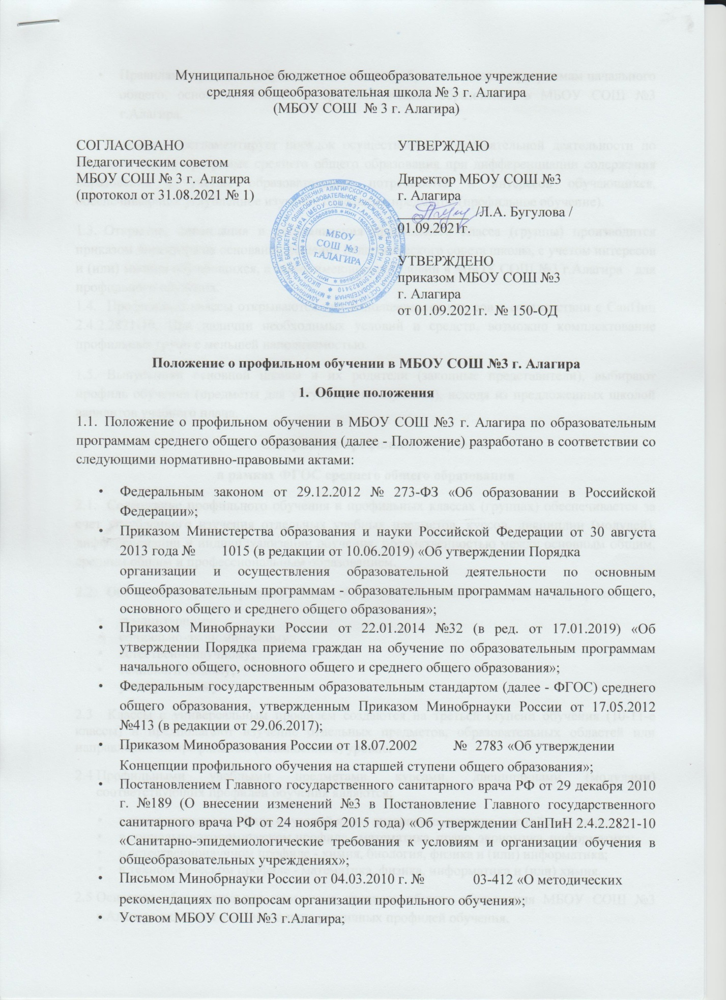 Муниципальное бюджетное общеобразовательное учреждение
средняя общеобразовательная школа № 3 г. Алагира
(МБОУ СОШ № 3 г. Алагира)
СОГЛАСОВАНО
Педагогическим советом
МБОУ СОШ № 3 г. Алагира
(протокол от 31.08.2021 № 1)
УТВЕРЖДАЮ
Директор МБОУ СОШ №3
г. Алагира
/Л.А. Бугулова /
01.09.2021г.
УТВЕРЖДЕНО
приказом МБОУ СОШ №3
г. Алагира
от 01.09.2021г. № 150-ОД
МБОУ
СОШ №3
г.АЛАГИРА
Положение о профильном обучении в МБОУ СОШ №3 г. Алагира
1. Общие положения
1.1. Положение о профильном обучении в МБОУ СОШ №3 г. Алагира по образовательным
программам среднего общего образования (далее - Положение) разработано в соответствии со
следующими нормативно-правовыми актами:
• Федеральным законом от 29.12.2012 № 273-ФЗ «Об образовании в Российской
Федерации»;
• Приказом Министерства образования и науки Российской Федерации от 30 августа
2013 года № 1015 (в редакции от 10.06.2019) «Об утверждении Порядка
организации и осуществления образовательной деятельности по основным
общеобразовательным программам - образовательным программам начального общего,
основного общего и среднего общего образования»;
• Приказом Минобрнауки России от 22.01.2014 №32 (в ред. от 17.01.2019) «Об
утверждении Порядка приема граждан на обучение по образовательным программам
начального общего, основного общего и среднего общего образования»;
• Федеральным государственным образовательным стандартом (далее - ФГОС) среднего
общего образования, утвержденным Приказом Минобрнауки России от 17.05.2012
№413 (в редакции от 29.06.2017);
• Приказом Минобразования России от 18.07.2002 № 2783 «Об утверждении
Концепции профильного обучения на старшей ступени общего образования»;
• Постановлением Главного государственного санитарного врача РФ от 29 декабря 2010
г. №189 (О внесении изменений №3 в Постановление Главного государственного
санитарного врача РФ от 24 ноября 2015 года) «Об утверждении СанПиН 2.4.2.2821-10
«Санитарно-эпидемиологические требования к условиям и организации обучения в
общеобразовательных учреждениях»;
• Письмом Минобрнауки России от 04.03.2010 г. № 03-412 «О методических
рекомендациях по вопросам организации профильного обучения»;
• Уставом МБОУ СОШ №3 г.Алагира;